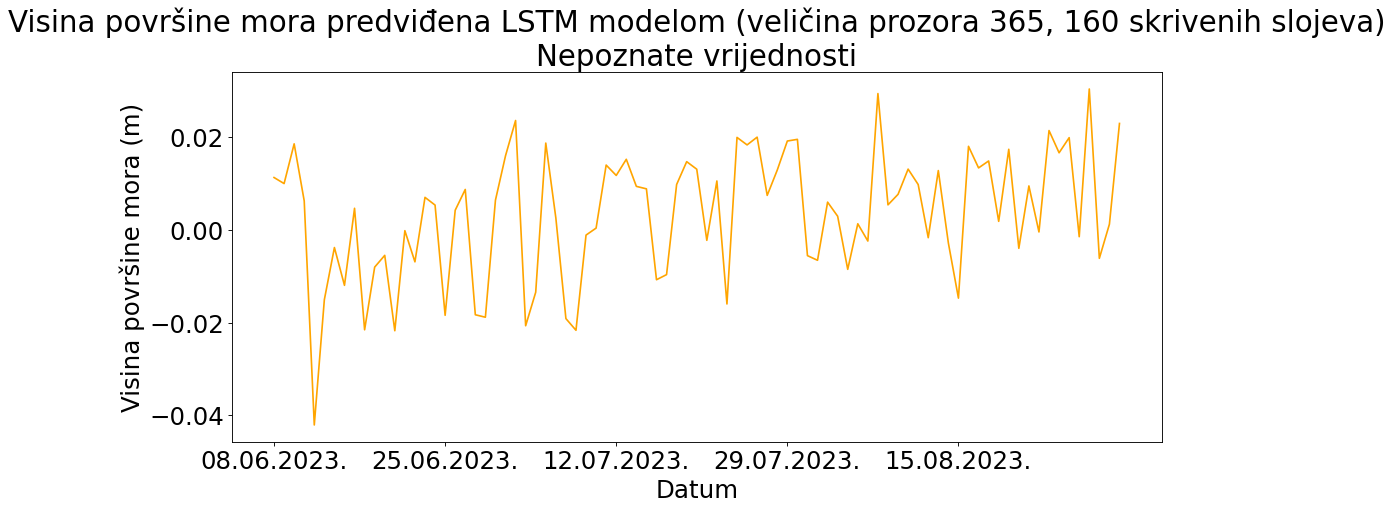 Visina površine mora predviđena LSTM modelom (veličina prozora 365, 160 skrivenih slojeva)
Nepoznate vrijednosti
Visina površine mora (m)
0.02
0.00
−0.02
−0.04
08.06.2023. 25.06.2023. 12.07.2023. 29.07.2023. 15.08.2023.
Datum